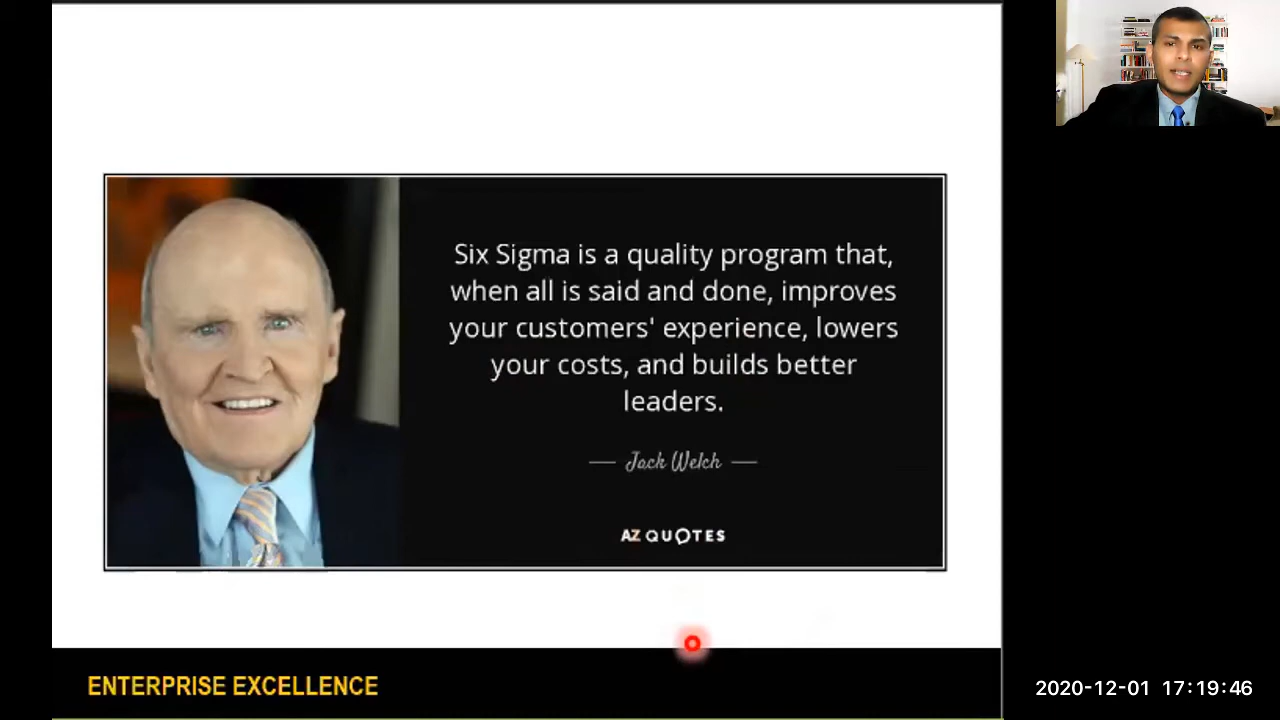 Six Sigma is a quality program that,
when all is said and done, improves
your customers' experience, lowers
your costs, and builds better
leaders.
— Jack Welch —
AZ QUOTES
ENTERPRISE EXCELLENCE
2020-12-01 17:19:46